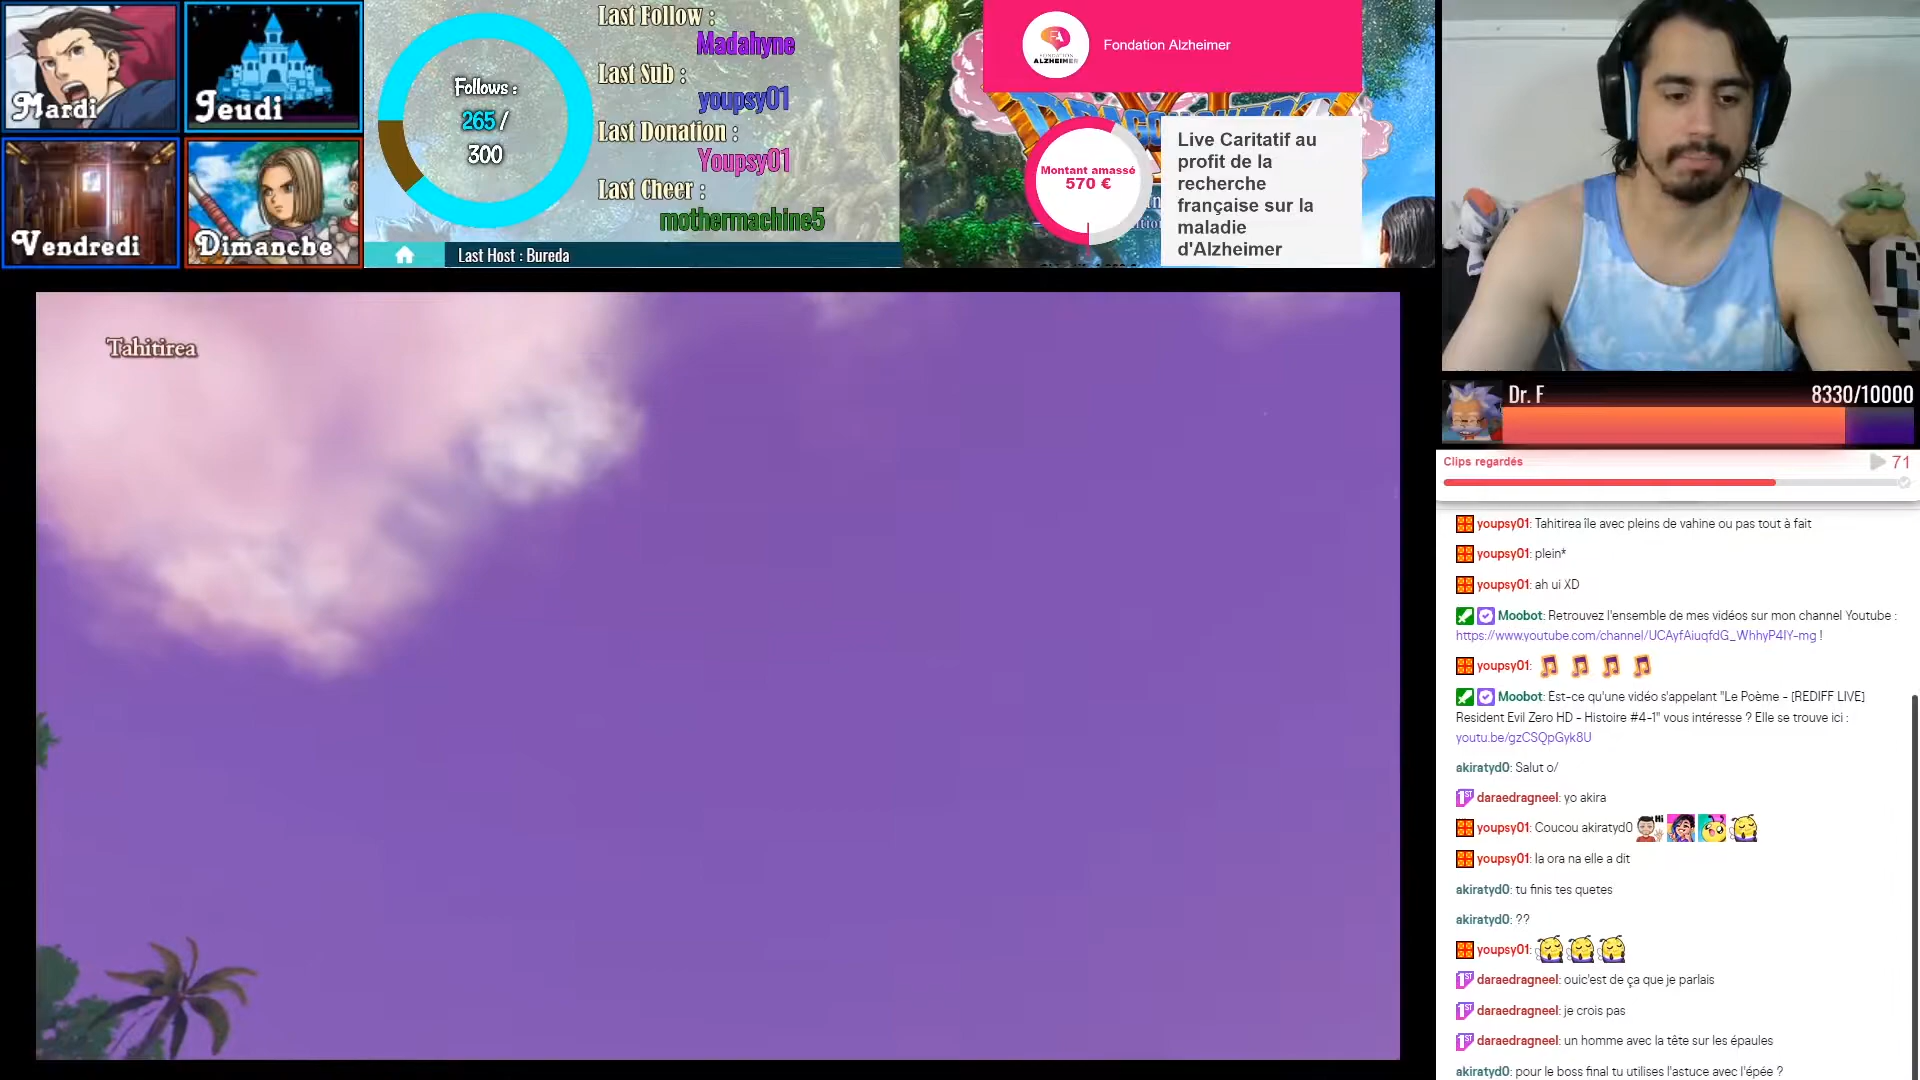 Mardi
Jeudi
Vendredi
Dimanche
Follows :
265 /
300
Last Follow :
Madahyne
Last Sub :
youpsy01
Last Donation :
Youpsy01
Last Cheer :
mothermachine5
Last Host : Bureda
FONDATION
ALZHEIMER
Fondation Alzheimer
Montant amassé
570 €
Live Caritatif au
profit de la
recherche
française sur la
maladie
d'Alzheimer
Tahitirea
Dr. F
8330/10000
Clips regardés
71
youpsy01: Tahitirea île avec pleins de vahine ou pas tout à fait
youpsy01: plein*
youpsy01: ah ui XD
Moobot: Retrouvez l'ensemble de mes vidéos sur mon channel Youtube :
https://www.youtube.com/channel/UCAyfAiuqfdG_WhhyP4lY-mg !
youpsy01:
Moobot: Est-ce qu'une vidéo s'appelant "Le Poème - [REDIFF LIVE]
Resident Evil Zero HD - Histoire #4-1" vous intéresse ? Elle se trouve ici :
youtu.be/gzCSQpGyk8U
akiratyd0: Salut o/
daraedragneel: yo akira
youpsy01: Coucou akiratyd0
youpsy01: la ora na elle a dit
akiratyd0: tu finis tes quetes
akiratyd0: ??
youpsy01:
daraedragneel: ouic'est de ça que je parlais
daraedragneel: je crois pas
daraedragneel: un homme avec la tête sur les épaules
akiratyd0: pour le boss final tu utilises l'astuce avec l'épée ?